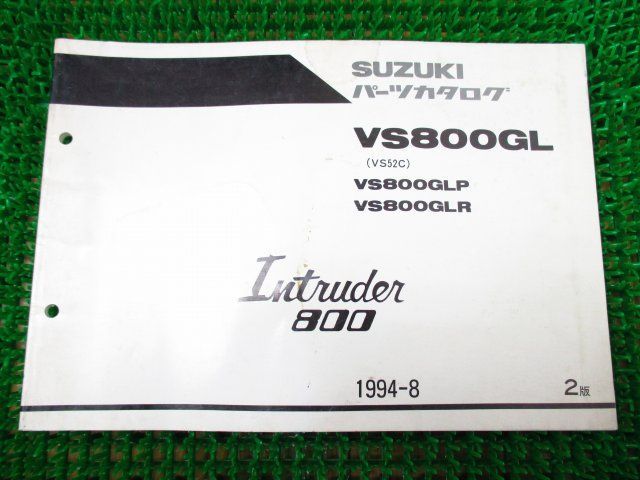 SUZUKI
パーツカタログ
VS800GL
(VS52C)
VS800GLP
VS800GLR
Intruder
800
1994-8
2版